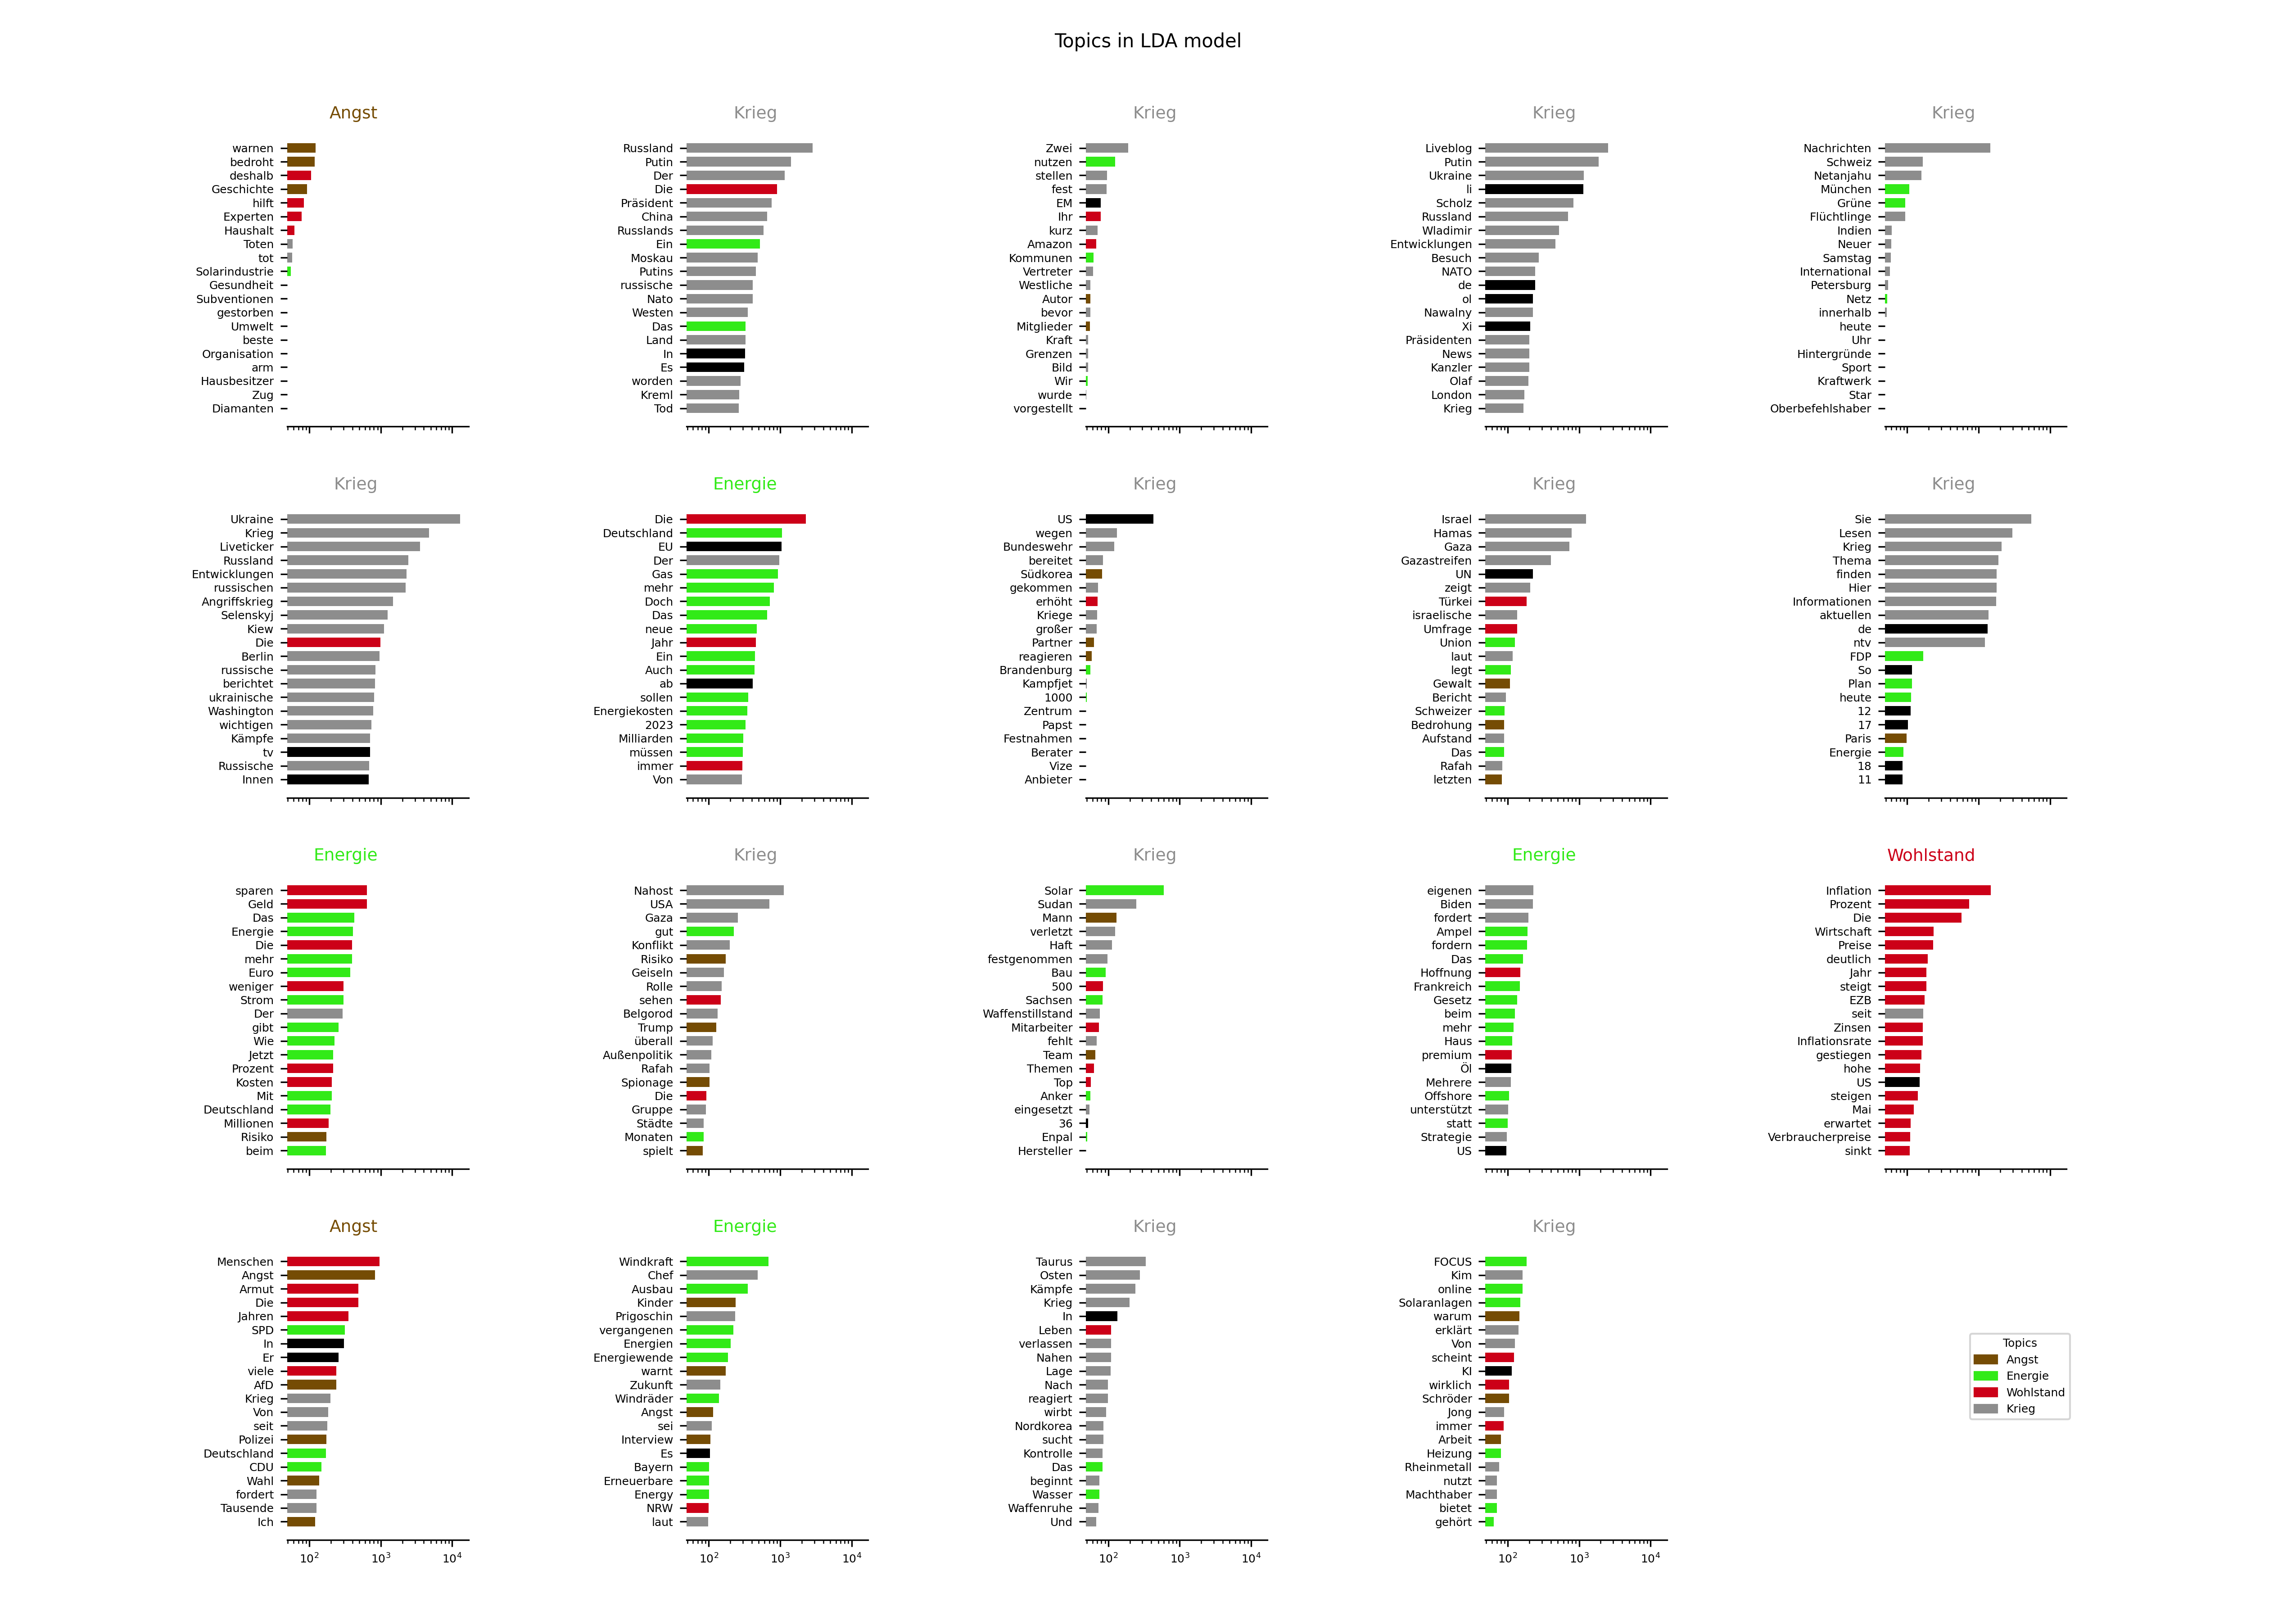 Topics in LDA model
Angst
warnen
bedroht
deshalb
Geschichte
hilft
Experten
Haushalt
Toten
tot
Solarindustrie
Gesundheit
Subventionen
gestorben
Umwelt
beste
Organisation
arm
Hausbesitzer
Zug
Diamanten
Krieg
Russland
Putin
Der
Die
Präsident
China
Russlands
Ein
Moskau
Putins
russische
Nato
Westen
Das
Land
In
Es
worden
Kreml
Tod
Krieg
Zwei
nutzen
stellen
fest
EM
Ihr
kurz
Amazon
Kommunen
Vertreter
Westliche
Autor
bevor
Mitglieder
Kraft
Grenzen
Bild
Wir
wurde
vorgestellt
Krieg
Liveblog
Putin
Ukraine
li
Scholz
Russland
Wladimir
Entwicklungen
Besuch
NATO
de
ol
Nawalny
Xi
Präsidenten
News
Kanzler
Olaf
London
Krieg
Krieg
Nachrichten
Schweiz
Netanjahu
München
Grüne
Flüchtlinge
Indien
Neuer
Samstag
International
Petersburg
Netz
innerhalb
heute
Uhr
Hintergründe
Sport
Kraftwerk
Star
Oberbefehlshaber
Krieg
Ukraine
Krieg
Liveticker
Russland
Entwicklungen
russischen
Angriffskrieg
Selenskyj
Kiew
Die
Berlin
russische
berichtet
ukrainische
Washington
wichtigen
Kämpfe
tv
Russische
Innen
Energie
Die
Deutschland
EU
Der
Gas
mehr
Doch
Das
neue
Jahr
Ein
Auch
ab
sollen
Energiekosten
2023
Milliarden
müssen
immer
Von
Krieg
US
wegen
Bundeswehr
bereitet
Südkorea
gekommen
erhöht
Kriege
großer
Partner
reagieren
Brandenburg
Kampfjet
1000
Zentrum
Papst
Festnahmen
Berater
Vize
Anbieter
Krieg
Israel
Hamas
Gaza
Gazastreifen
UN
zeigt
Türkei
israelische
Umfrage
Union
laut
legt
Gewalt
Bericht
Schweizer
Bedrohung
Aufstand
Das
Rafah
letzten
Krieg
Sie
Lesen
Krieg
Thema
finden
Hier
Informationen
aktuellen
de
ntv
FDP
So
Plan
heute
12
17
Paris
Energie
18
11
Energie
sparen
Geld
Das
Energie
Die
mehr
Euro
weniger
Strom
Der
gibt
Wie
Jetzt
Prozent
Kosten
Mit
Deutschland
Millionen
Risiko
beim
Krieg
Nahost
USA
Gaza
gut
Konflikt
Risiko
Geiseln
Rolle
sehen
Belgorod
Trump
überall
Außenpolitik
Rafah
Spionage
Die
Gruppe
Städte
Monaten
spielt
Krieg
Solar
Sudan
Mann
verletzt
Haft
festgenommen
Bau
500
Sachsen
Waffenstillstand
Mitarbeiter
fehlt
Team
Themen
Top
Anker
eingesetzt
36
Enpal
Hersteller
Energie
eigenen
Biden
fordert
Ampel
fordern
Das
Hoffnung
Frankreich
Gesetz
beim
mehr
Haus
premium
Öl
Mehrere
Offshore
unterstützt
statt
Strategie
US
Wohlstand
Inflation
Prozent
Die
Wirtschaft
Preise
deutlich
Jahr
steigt
EZB
seit
Zinsen
Inflationsrate
gestiegen
hohe
US
steigen
Mai
erwartet
Verbraucherpreise
sinkt
Angst
Menschen
Angst
Armut
Die
Jahren
SPD
In
Er
viele
AfD
Krieg
Von
seit
Polizei
Deutschland
CDU
Wahl
fordert
Tausende
Ich
10² 10³ 10⁴
Energie
Windkraft
Chef
Ausbau
Kinder
Prigoschin
vergangenen
Energien
Energiewende
warnt
Zukunft
Windräder
Angst
sei
Interview
Es
Bayern
Erneuerbare
Energy
NRW
laut
10² 10³ 10⁴
Krieg
Taurus
Osten
Kämpfe
Krieg
In
Leben
verlassen
Nahen
Lage
Nach
reagiert
wirbt
Nordkorea
sucht
Kontrolle
Das
beginnt
Wasser
Waffenruhe
Und
10² 10³ 10⁴
Krieg
FOCUS
Kim
online
Solaranlagen
warum
erklärt
Von
scheint
KI
wirklich
Schröder
Jong
immer
Arbeit
Heizung
Rheinmetall
nutzt
Machthaber
bietet
gehört
10² 10³ 10⁴
Topics
Angst
Energie
Wohlstand
Krieg